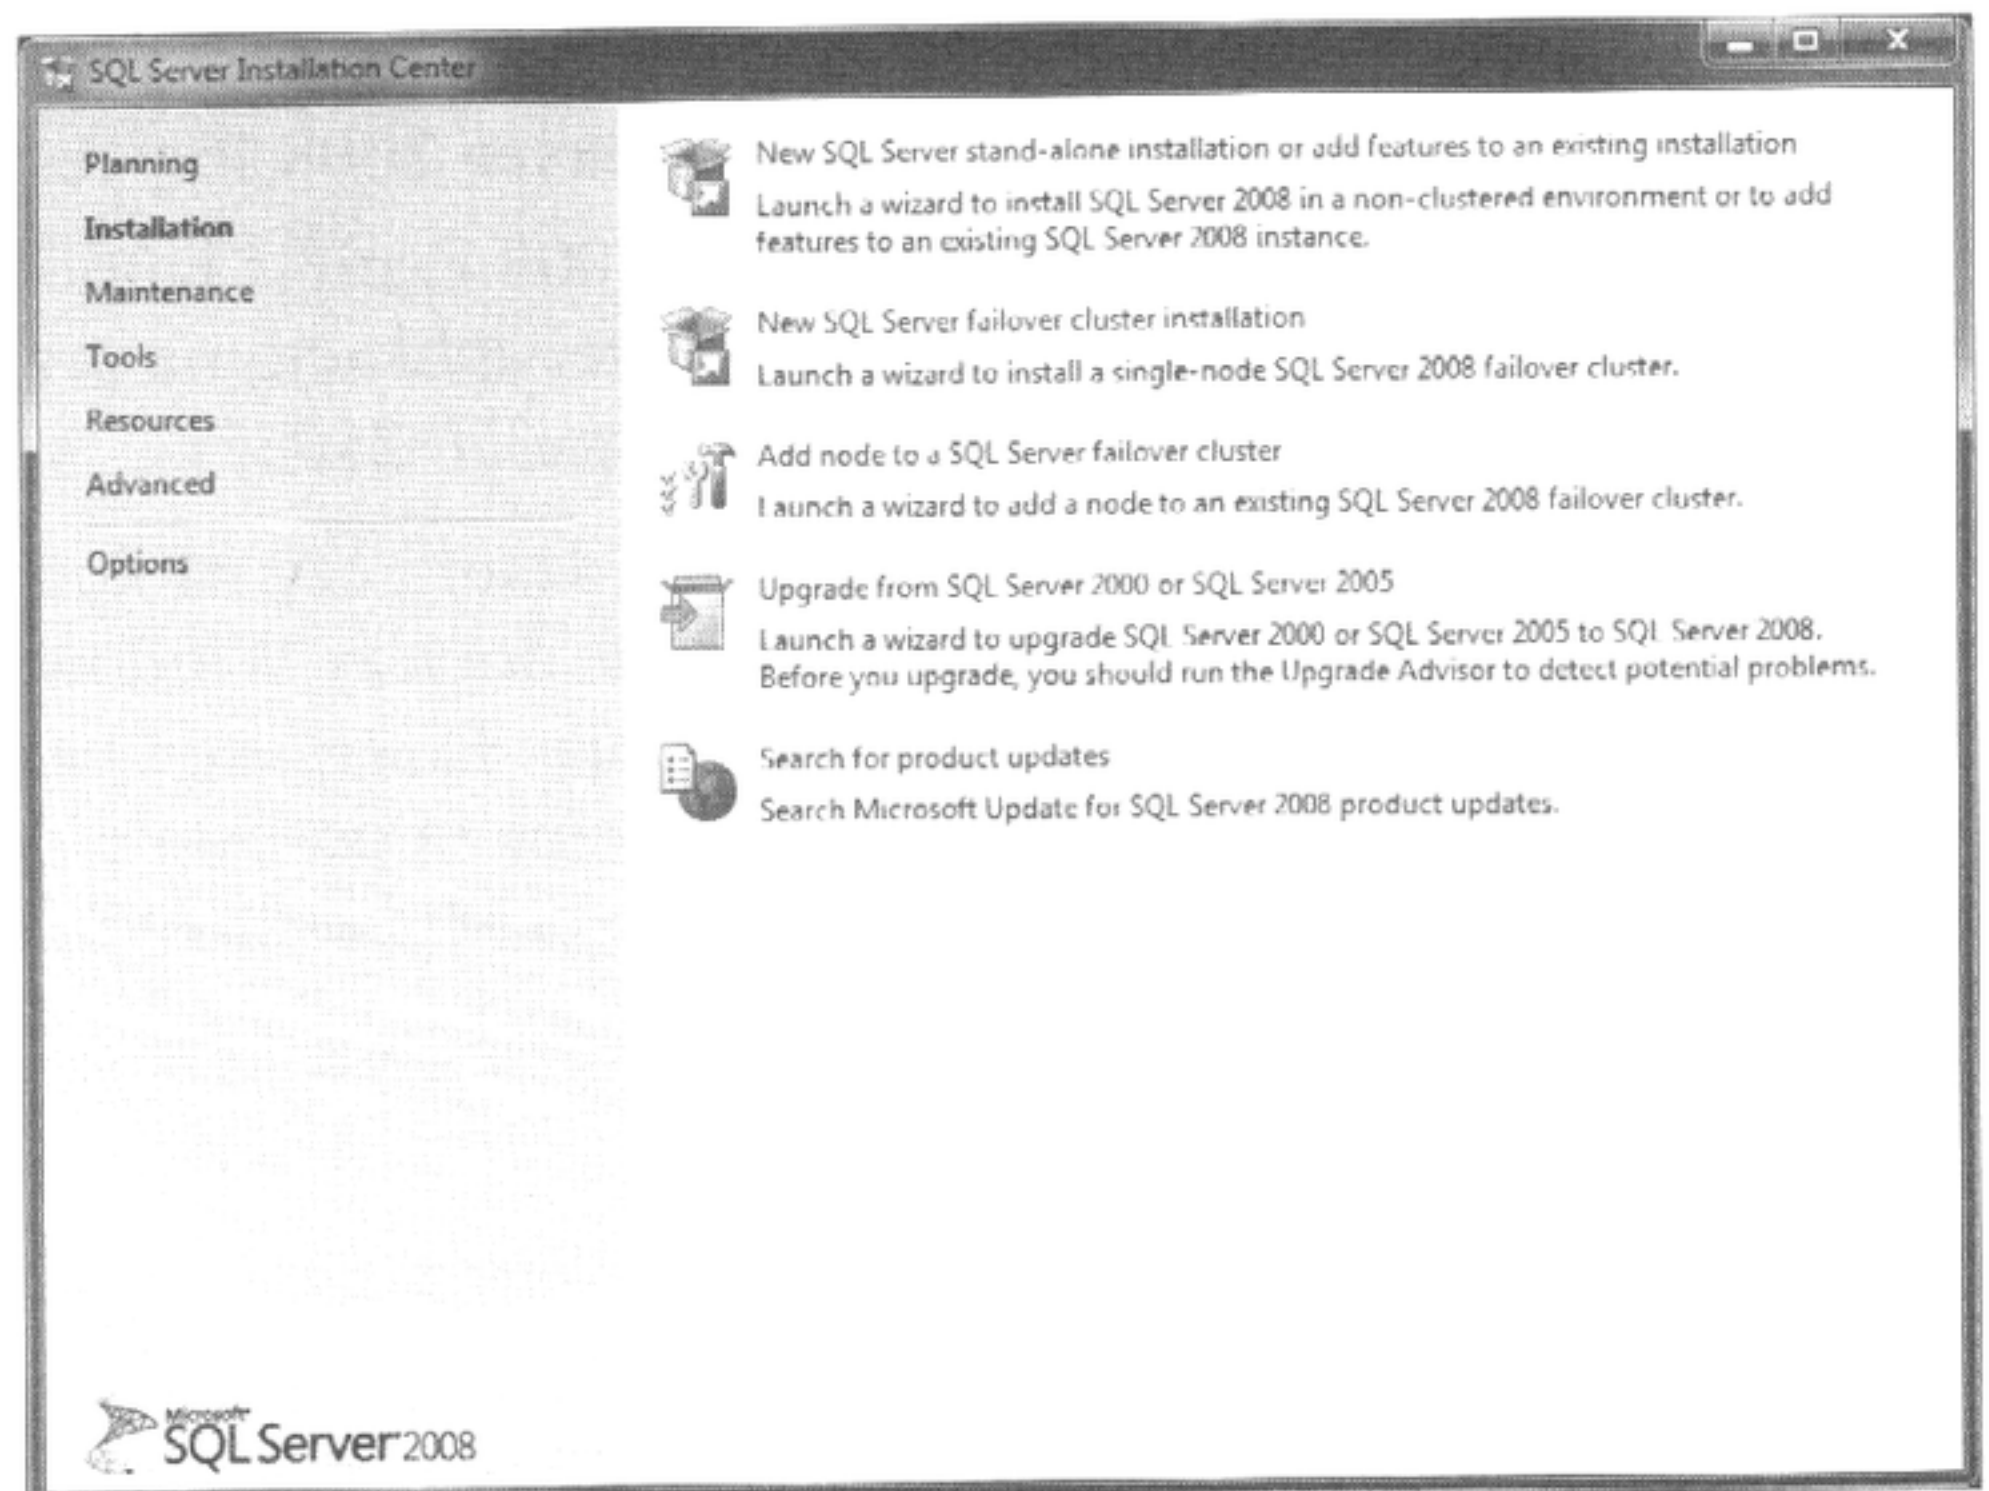 SQL Server Installation Center
Planning
Installation
Maintenance
Tools
Resources
Advanced
Options
New SQL Server stand-alone installation or add features to an existing installation
Launch a wizard to install SQL Server 2008 in a non-clustered environment or to add
features to an existing SQL Server 2008 instance.
New SQL Server failover cluster installation
Launch a wizard to install a single-node SQL Server 2008 failover cluster.
Add node to a SQL Server failover cluster
Launch a wizard to add a node to an existing SQL Server 2008 failover cluster.
Upgrade from SQL Server 2000 or SQL Server 2005
Launch a wizard to upgrade SQL Server 2000 or SQL Server 2005 to SQL Server 2008.
Before you upgrade, you should run the Upgrade Advisor to detect potential problems.
Search for product updates
Search Microsoft Update for SQL Server 2008 product updates.
Microsoft
SQL Server 2008